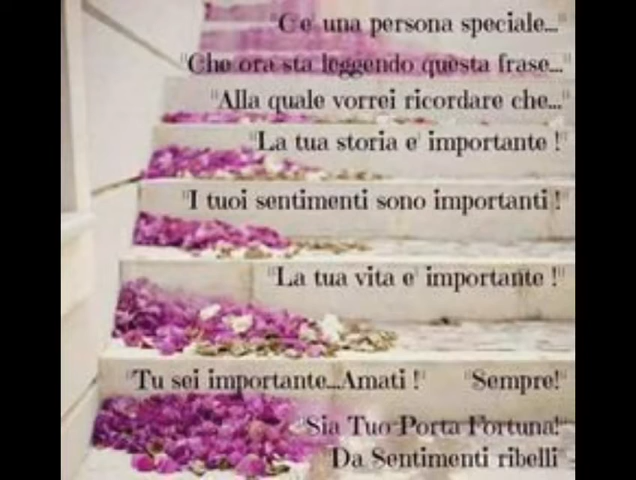 "C'e' una persona speciale..."
"Che ora sta leggendo questa frase..."
"Alla quale vorrei ricordare che..."
"La tua storia e' importante !"
"I tuoi sentimenti sono importanti !"
"La tua vita e' importante !"
"Tu sei importante...Amati !" "Sempre!"
"Sia Tuo Porta Fortuna!"
Da Sentimenti ribelli